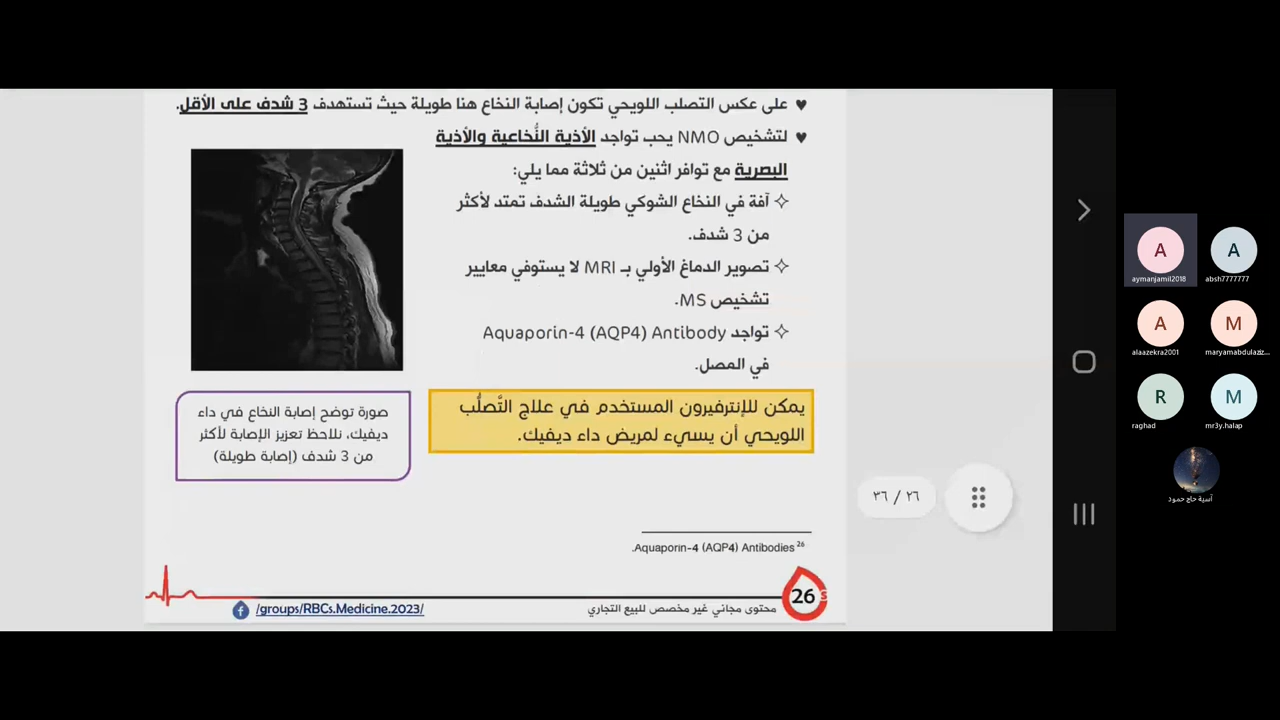 ♥ على عكس التصلب اللويحي تكون إصابة النخاع هنا طويلة حيث تستهدف 3 شدف على الأقل.
♥ لتشخيص NMO يحب تواجد الأذية النُّخاعية والأذية
البصرية مع توافر اثنين من ثلاثة مما يلي:
✧ آفة في النخاع الشوكي طويلة الشدف تمتد لأكثر
من 3 شدف.
✧ تصوير الدماغ الأولي بـ MRI لا يستوفي معايير
تشخيص MS.
✧ تواجد Aquaporin-4 (AQP4) Antibody
في المصل.
يمكن للإنترفيرون المستخدم في علاج التَّصلُّب
اللويحي أن يسيء لمريض داء ديفيك.
صورة توضح إصابة النخاع في داء
ديفيك، نلاحظ تعزيز الإصابة لأكثر
من 3 شدف (إصابة طويلة)
٢٦ / ٣٦
26 Aquaporin-4 (AQP4) Antibodies.
26
محتوى مجاني غير مخصص للبيع التجاري
/groups/RBCs.Medicine.2023/
A
aymanjamil2018
A
absh7777777
A
alaazekra2001
M
maryamabdulaziz...
R
raghad
M
mr3y.halap
آسية حاج حمود